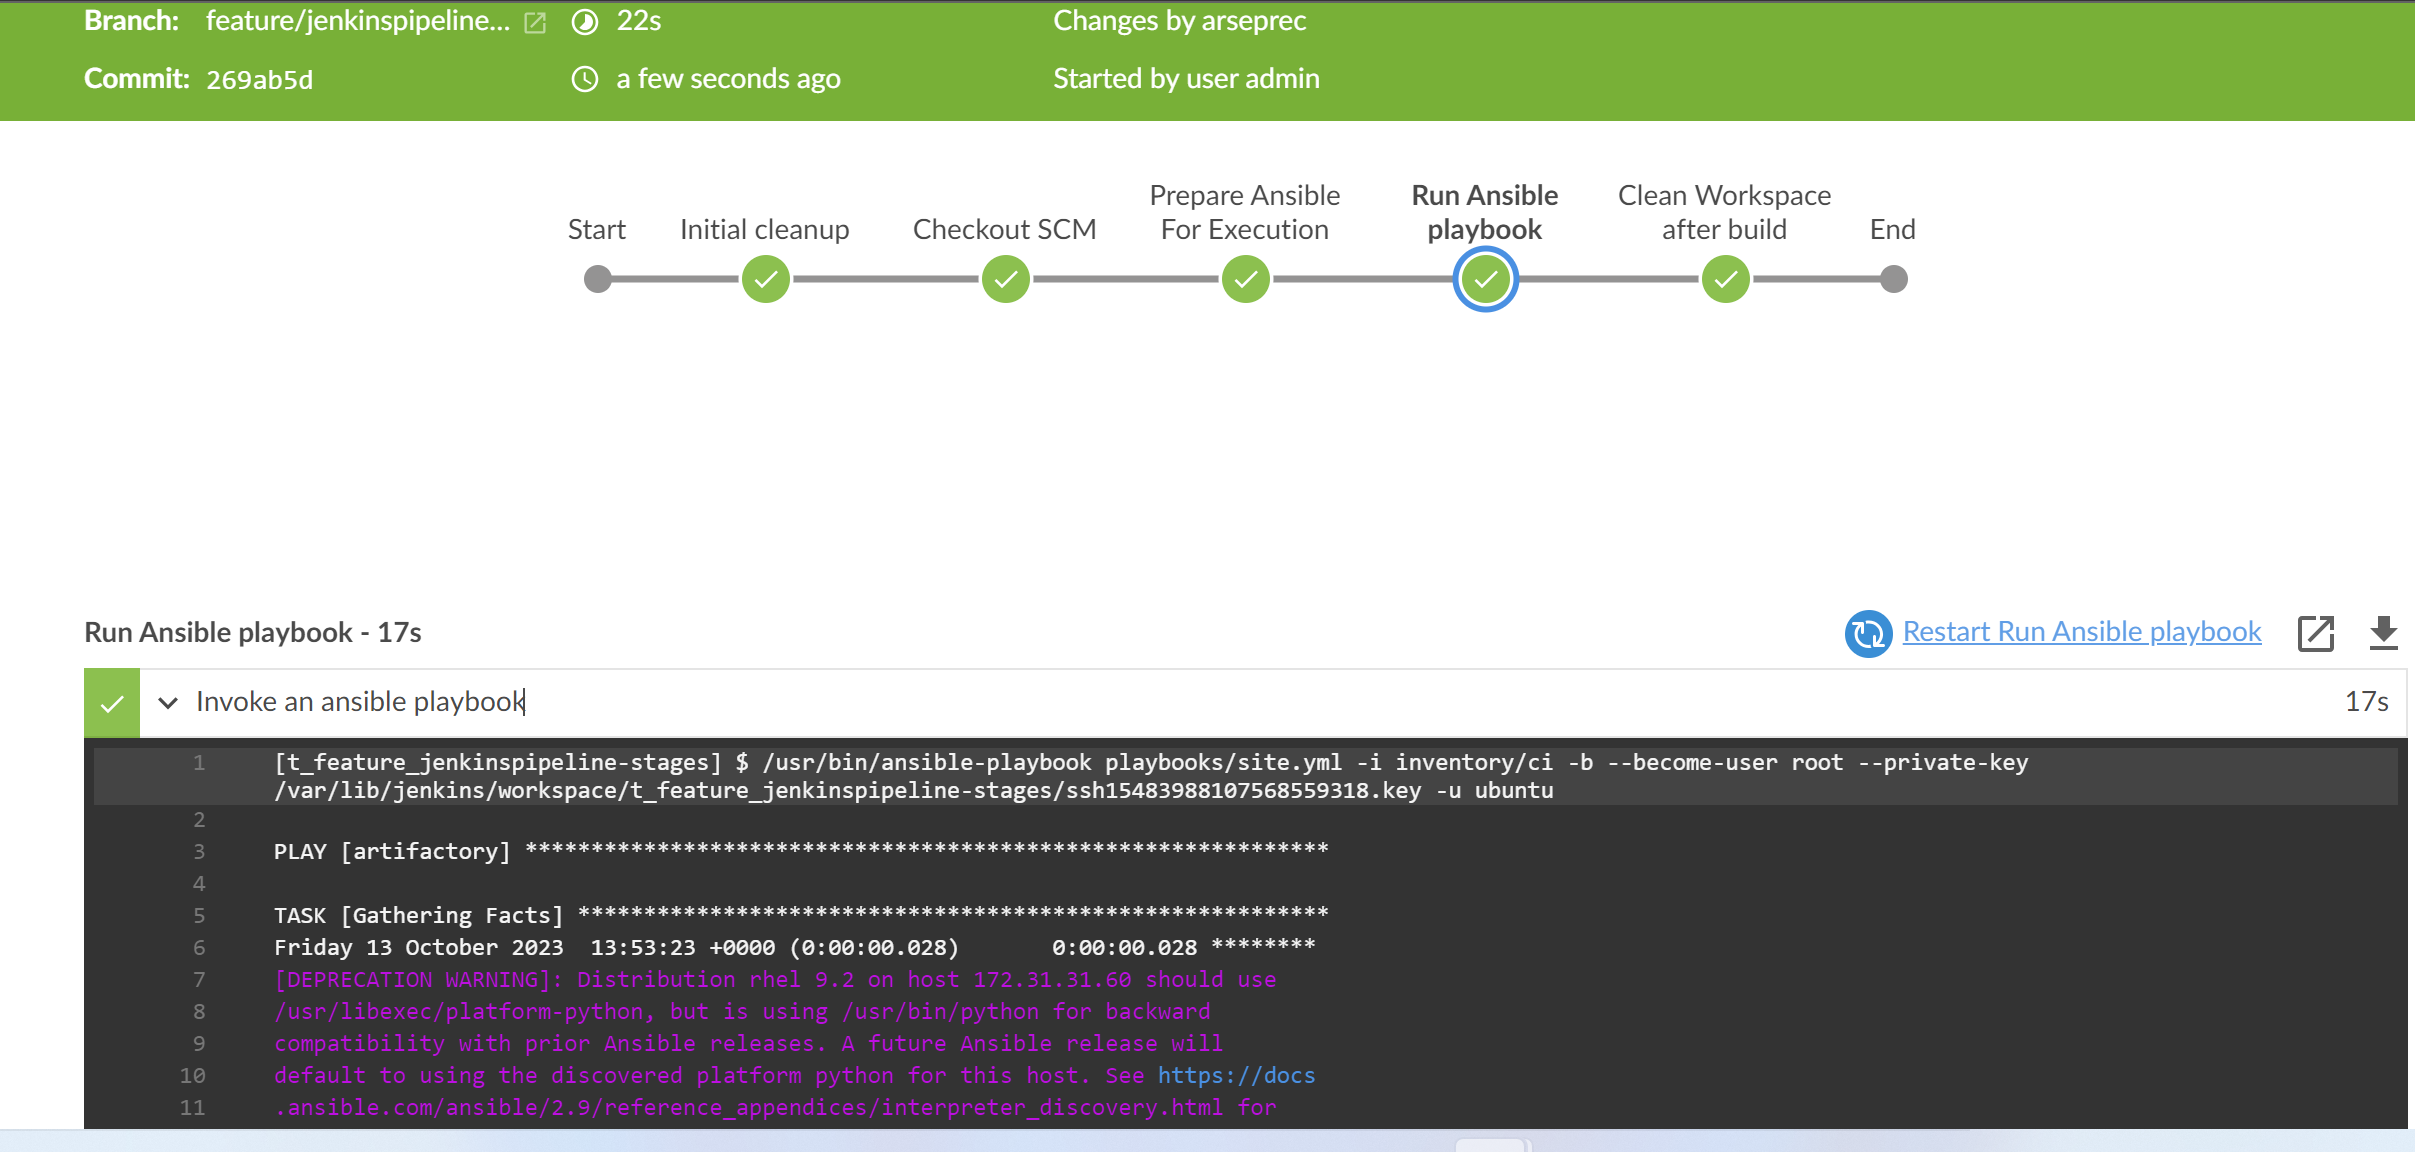 Branch: feature/jenkinspipeline... 22s Changes by arseprec
Commit: 269ab5d a few seconds ago Started by user admin
Start
Initial cleanup
Checkout SCM
Prepare Ansible
For Execution
Run Ansible
playbook
Clean Workspace
after build
End
Run Ansible playbook - 17s Restart Run Ansible playbook
Invoke an ansible playbook 17s
1 [t_feature_jenkinspipeline-stages] $ /usr/bin/ansible-playbook playbooks/site.yml -i inventory/ci -b --become-user root --private-key
/var/lib/jenkins/workspace/t_feature_jenkinspipeline-stages/ssh15483988107568559318.key -u ubuntu
2
3 PLAY [artifactory] *************************************************************
4
5 TASK [Gathering Facts] *********************************************************
6 Friday 13 October 2023  13:53:23 +0000 (0:00:00.028)       0:00:00.028 ********
7 [DEPRECATION WARNING]: Distribution rhel 9.2 on host 172.31.31.60 should use
8 /usr/libexec/platform-python, but is using /usr/bin/python for backward
9 compatibility with prior Ansible releases. A future Ansible release will
10 default to using the discovered platform python for this host. See https://docs
11 .ansible.com/ansible/2.9/reference_appendices/interpreter_discovery.html for